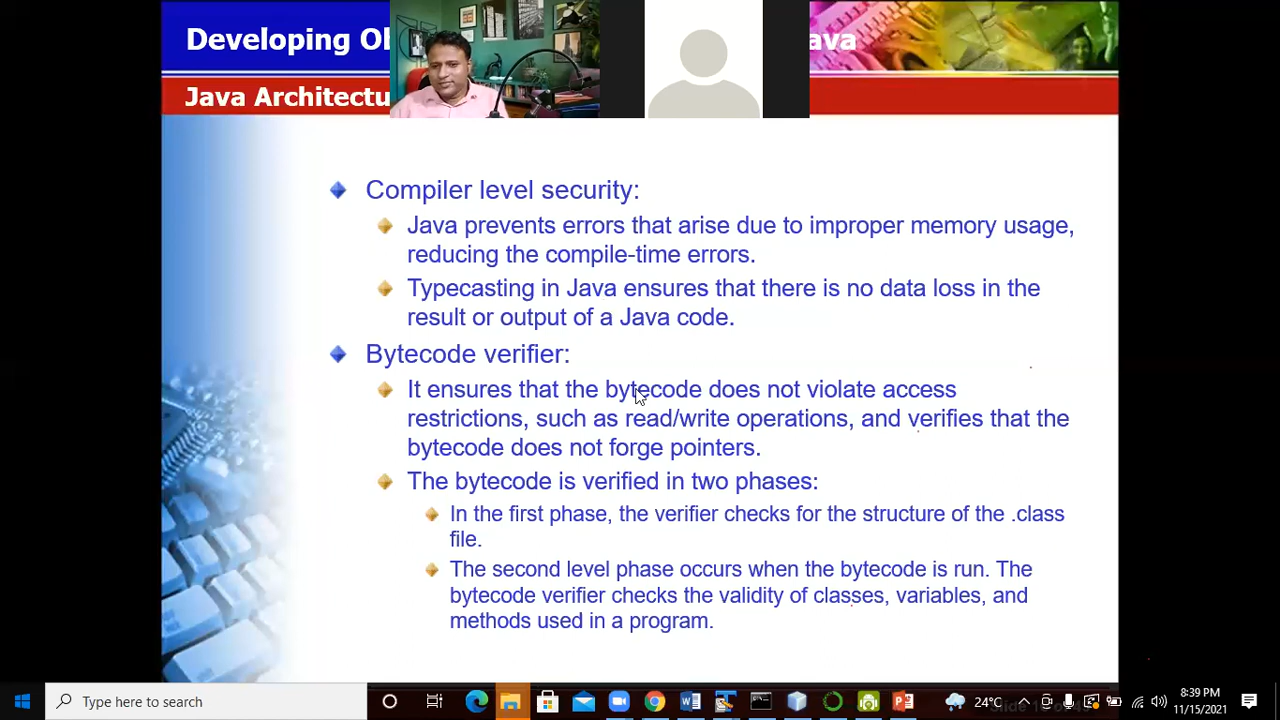 Developing Ob
ava
Java Architectu
Compiler level security:
Java prevents errors that arise due to improper memory usage,
reducing the compile-time errors.
Typecasting in Java ensures that there is no data loss in the
result or output of a Java code.
Bytecode verifier:
It ensures that the bytecode does not violate access
restrictions, such as read/write operations, and verifies that the
bytecode does not forge pointers.
The bytecode is verified in two phases:
In the first phase, the verifier checks for the structure of the .class
file.
The second level phase occurs when the bytecode is run. The
bytecode verifier checks the validity of classes, variables, and
methods used in a program.
Type here to search
24°C
8:39 PM
11/15/2021